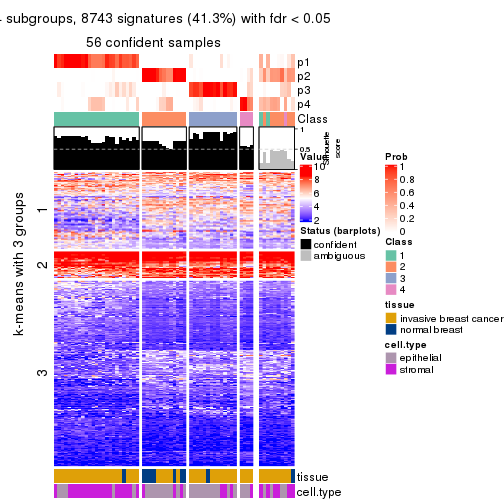 subgroups, 8743 signatures (41.3%) with fdr < 0.05
56 confident samples
p1
p2
p3
p4
Class
1
0.5
Silhouette
score
k-means with 3 groups
1
2
3
tissue
cell.type
Value
10
8
6
4
2
Status (barplots)
confident
ambiguous
Prob
1
0.8
0.6
0.4
0.2
0
Class
1
2
3
4
tissue
invasive breast cancer
normal breast
cell.type
epithelial
stromal